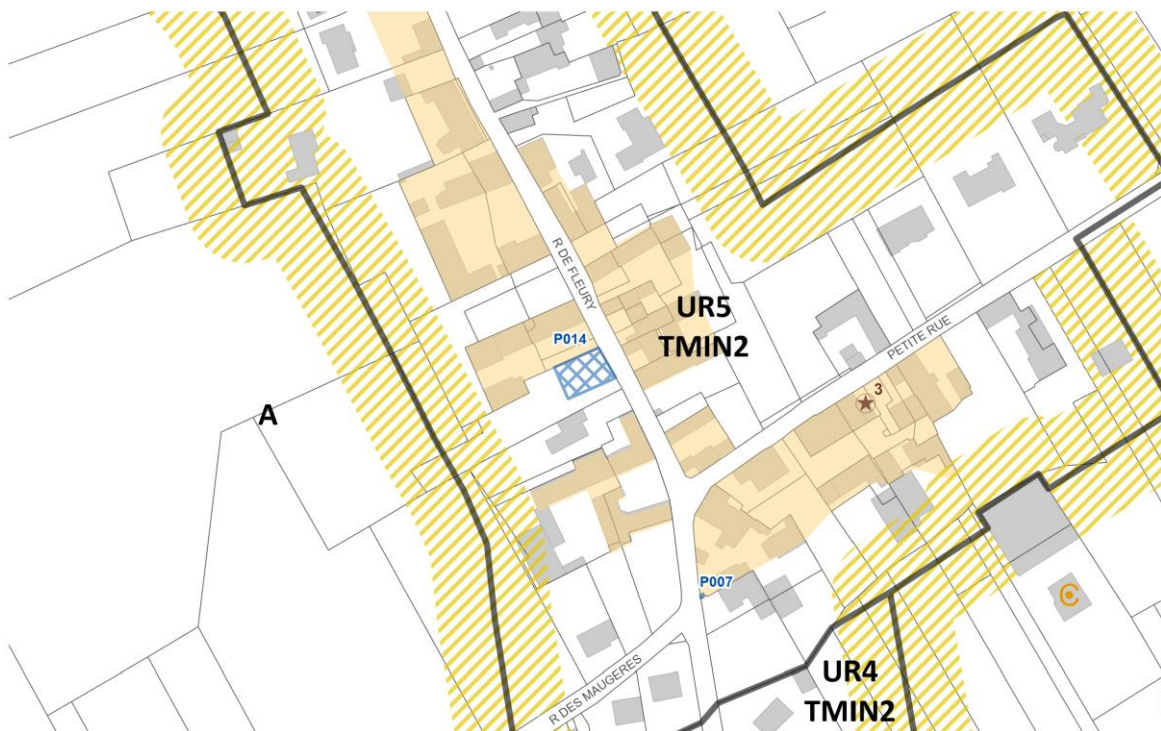 R DE FLEURY
UR5
TMIN2
P014
PETITE RUE
3
A
P007
R DES MAUGERES
UR4
TMIN2